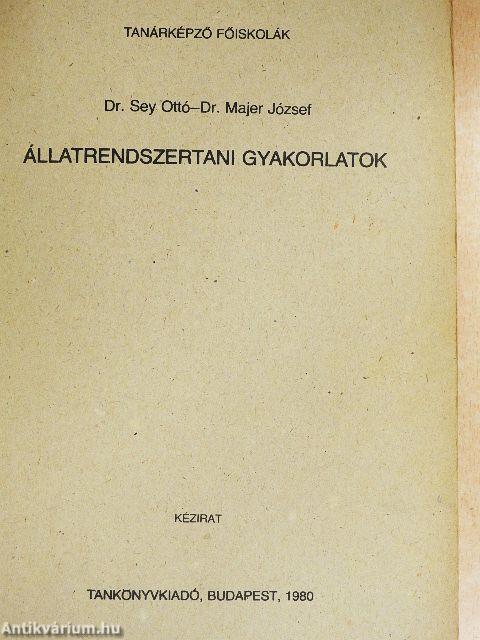 TANÁRKÉPZŐ FŐISKOLÁK
Dr. Sey Ottó–Dr. Majer József
ÁLLATRENDSZERTANI GYAKORLATOK
KÉZIRAT
TANKÖNYVKIADÓ, BUDAPEST, 1980
Antikvárium.hu